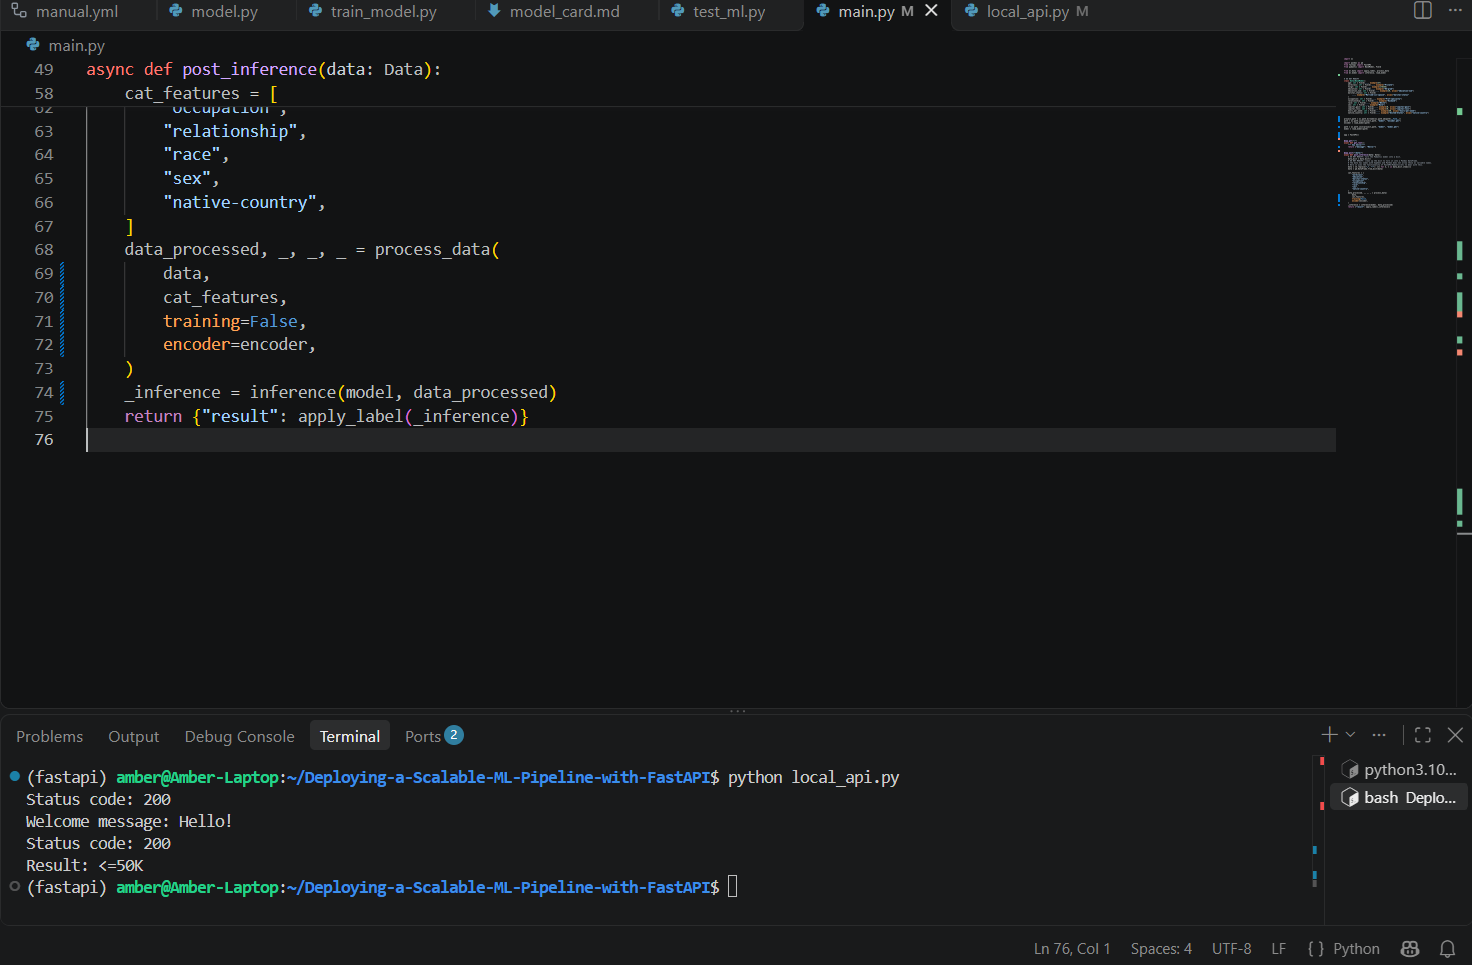 manual.yml model.py train_model.py model_card.md test_ml.py main.py M local_api.py M
main.py
49 async def post_inference(data: Data):
58 cat_features = [
62 "occupation",
63 "relationship",
64 "race",
65 "sex",
66 "native-country",
67 ]
68 data_processed, _, _, _ = process_data(
69 data,
70 cat_features,
71 training=False,
72 encoder=encoder,
73 )
74 _inference = inference(model, data_processed)
75 return {"result": apply_label(_inference)}
76
Problems Output Debug Console Terminal Ports 2
(fastapi) amber@Amber-Laptop:~/Deploying-a-Scalable-ML-Pipeline-with-FastAPI$ python local_api.py
Status code: 200
Welcome message: Hello!
Status code: 200
Result: <=50K
(fastapi) amber@Amber-Laptop:~/Deploying-a-Scalable-ML-Pipeline-with-FastAPI$
python3.10...
bash Deplo...
Ln 76, Col 1 Spaces: 4 UTF-8 LF {} Python